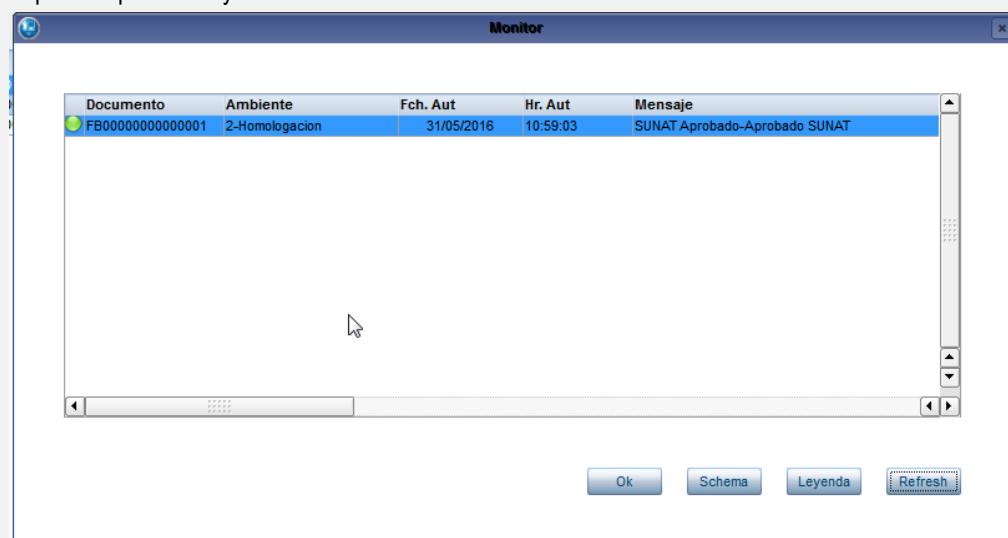 Monitor
Documento Ambiente Fch. Aut Hr. Aut Mensaje
FB00000000000001 2-Homologacion 31/05/2016 10:59:03 SUNAT Aprobado-Aprobado SUNAT
Ok Schema Leyenda Refresh